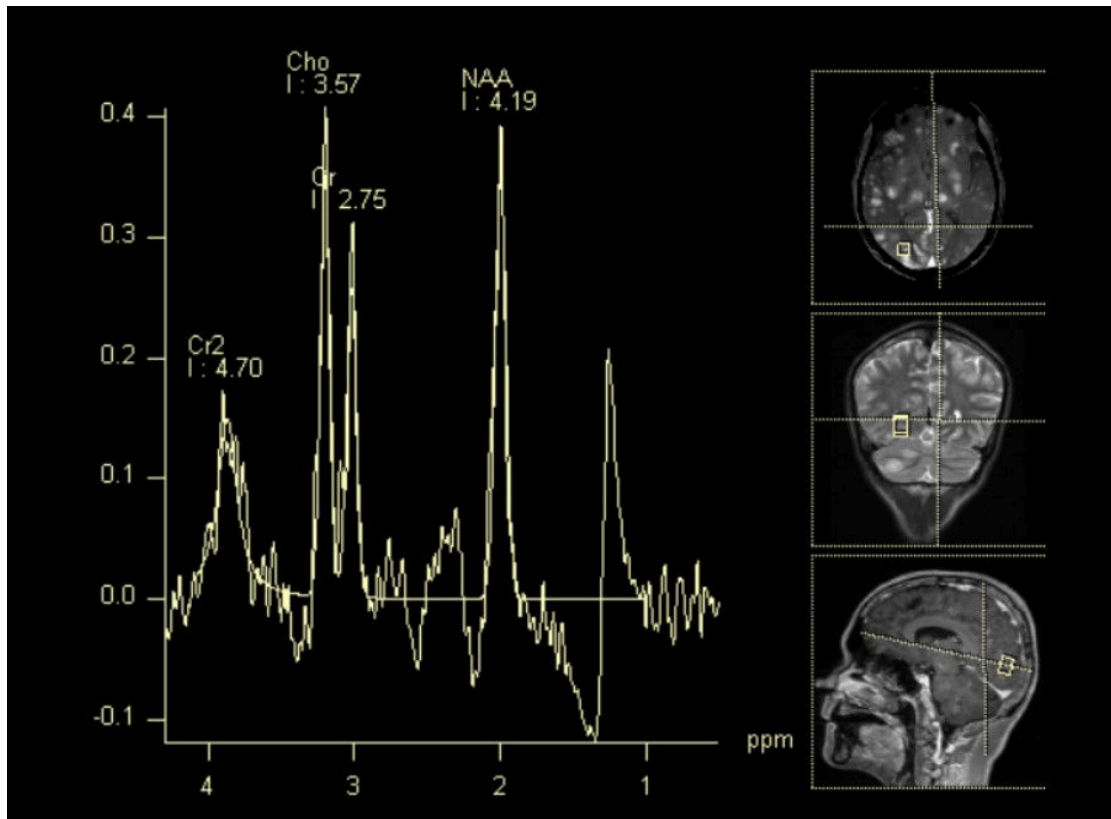 Cho
I : 3.57
NAA
I : 4.19
0.4
Cr
I : 2.75
0.3
0.2
Cr2
I : 4.70
0.1
0.0
-0.1
ppm
4 3 2 1